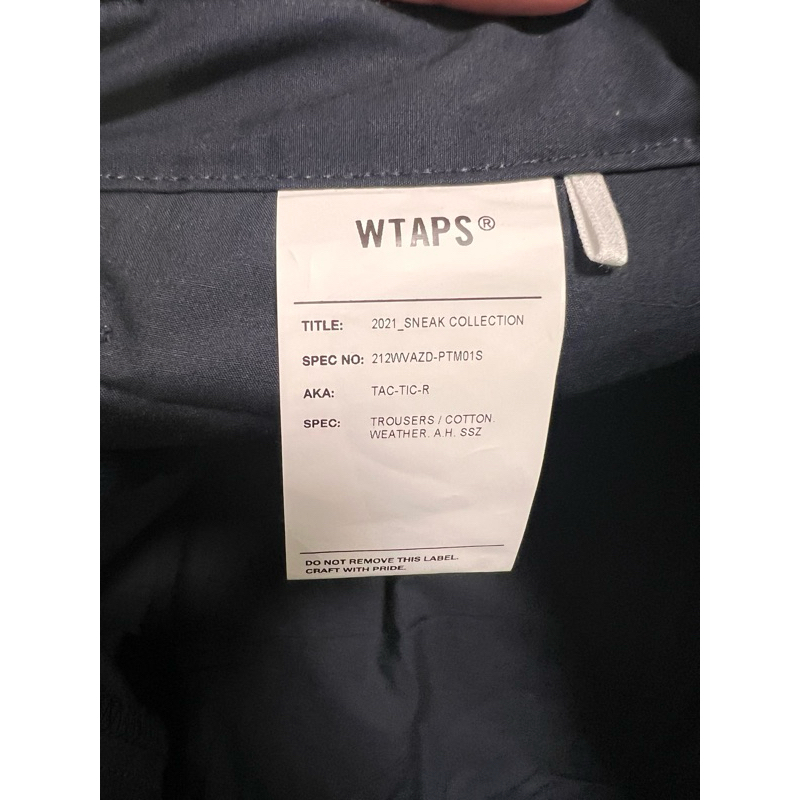 WTAPS®
TITLE: 2021_SNEAK COLLECTION
SPEC NO: 212WVAZD-PTM01S
AKA: TAC-TIC-R
SPEC: TROUSERS / COTTON.
WEATHER. A.H. SSZ
DO NOT REMOVE THIS LABEL.
CRAFT WITH PRIDE.